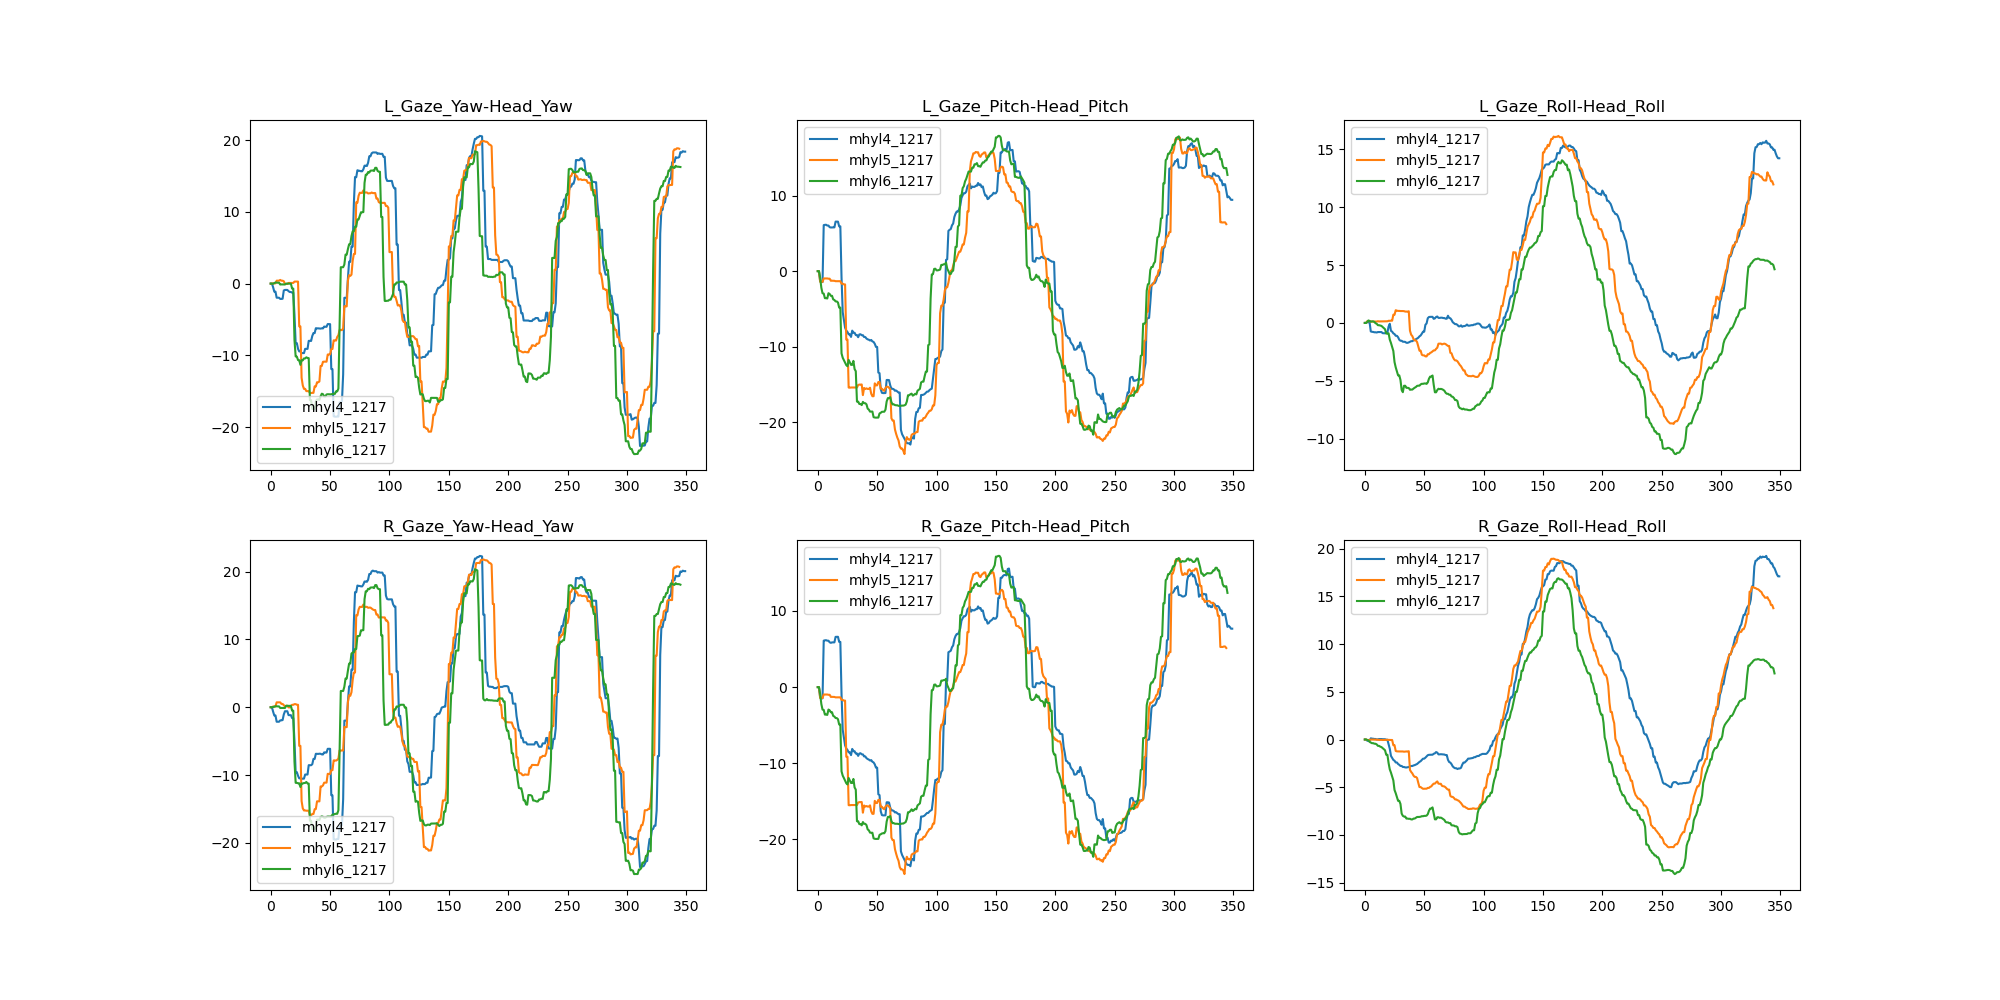 L_Gaze_Yaw-Head_Yaw
20
10
0
−10
−20
mhyl4_1217
mhyl5_1217
mhyl6_1217
0 50 100 150 200 250 300 350
L_Gaze_Pitch-Head_Pitch
10
0
−10
−20
mhyl4_1217
mhyl5_1217
mhyl6_1217
0 50 100 150 200 250 300 350
L_Gaze_Roll-Head_Roll
15
10
5
0
−5
−10
mhyl4_1217
mhyl5_1217
mhyl6_1217
0 50 100 150 200 250 300 350
R_Gaze_Yaw-Head_Yaw
20
10
0
−10
−20
mhyl4_1217
mhyl5_1217
mhyl6_1217
0 50 100 150 200 250 300 350
R_Gaze_Pitch-Head_Pitch
10
0
−10
−20
mhyl4_1217
mhyl5_1217
mhyl6_1217
0 50 100 150 200 250 300 350
R_Gaze_Roll-Head_Roll
20
15
10
5
0
−5
−10
−15
mhyl4_1217
mhyl5_1217
mhyl6_1217
0 50 100 150 200 250 300 350